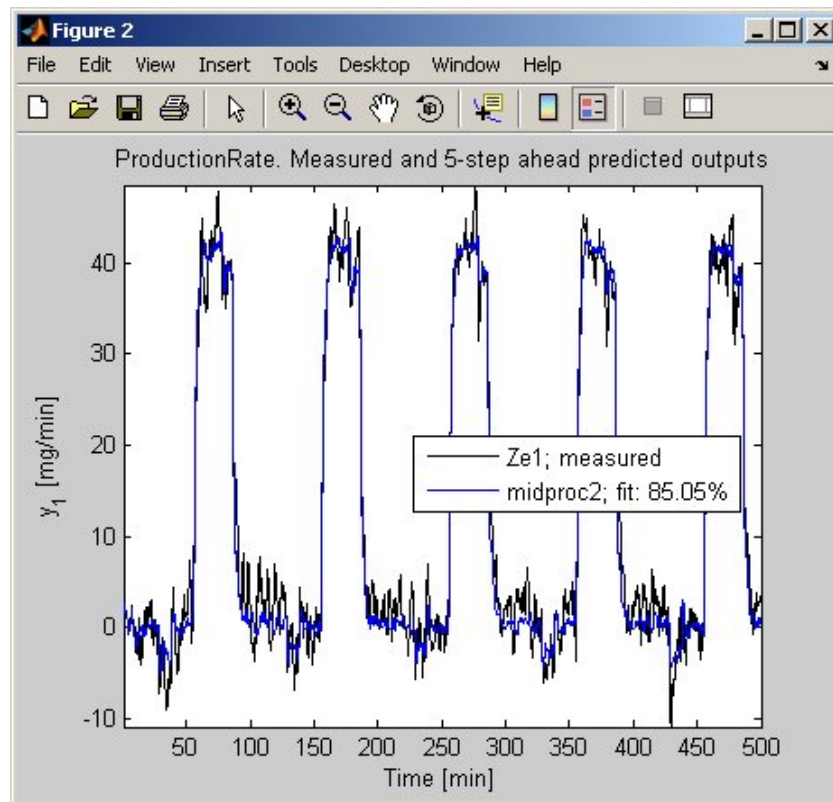 Figure 2
File Edit View Insert Tools Desktop Window Help
ProductionRate. Measured and 5-step ahead predicted outputs
40
30
20
10
0
-10
y1 [mg/min]
Ze1; measured
midproc2; fit: 85.05%
50 100 150 200 250 300 350 400 450 500
Time [min]